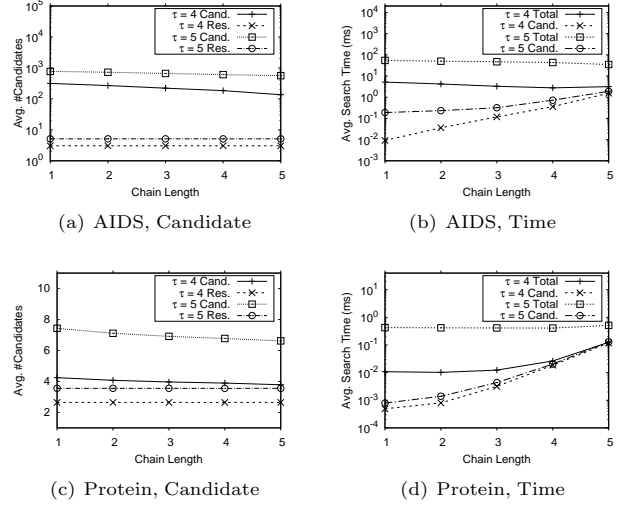 Avg. #Candidates
10^5
10^4
10^3
10^2
10^1
10^0
τ = 4 Cand.
τ = 4 Res.
τ = 5 Cand.
τ = 5 Res.
1 2 3 4 5
Chain Length
(a) AIDS, Candidate
Avg. Search Time (ms)
10^4
10^3
10^2
10^1
10^0
10^-1
10^-2
10^-3
τ = 4 Total
τ = 4 Cand.
τ = 5 Total
τ = 5 Cand.
1 2 3 4 5
Chain Length
(b) AIDS, Time
Avg. #Candidates
10
8
6
4
2
τ = 4 Cand.
τ = 4 Res.
τ = 5 Cand.
τ = 5 Res.
1 2 3 4 5
Chain Length
(c) Protein, Candidate
Avg. Search Time (ms)
10^1
10^0
10^-1
10^-2
10^-3
10^-4
τ = 4 Total
τ = 4 Cand.
τ = 5 Total
τ = 5 Cand.
1 2 3 4 5
Chain Length
(d) Protein, Time